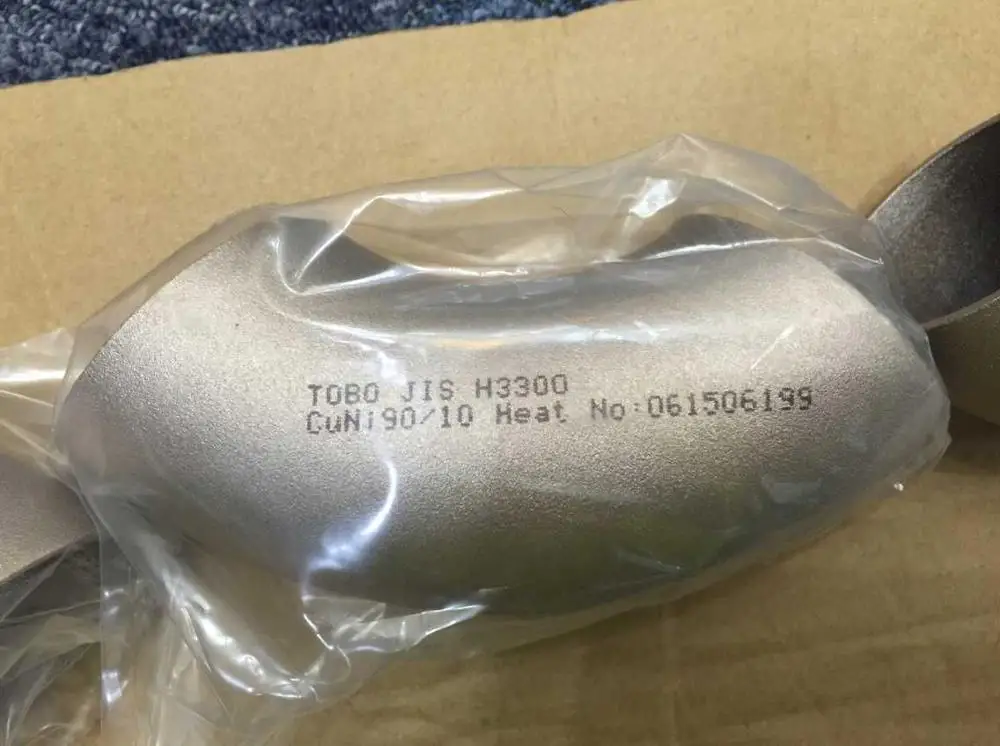 TOBO JIS H3300
CuNi90/10 Heat No:061506199